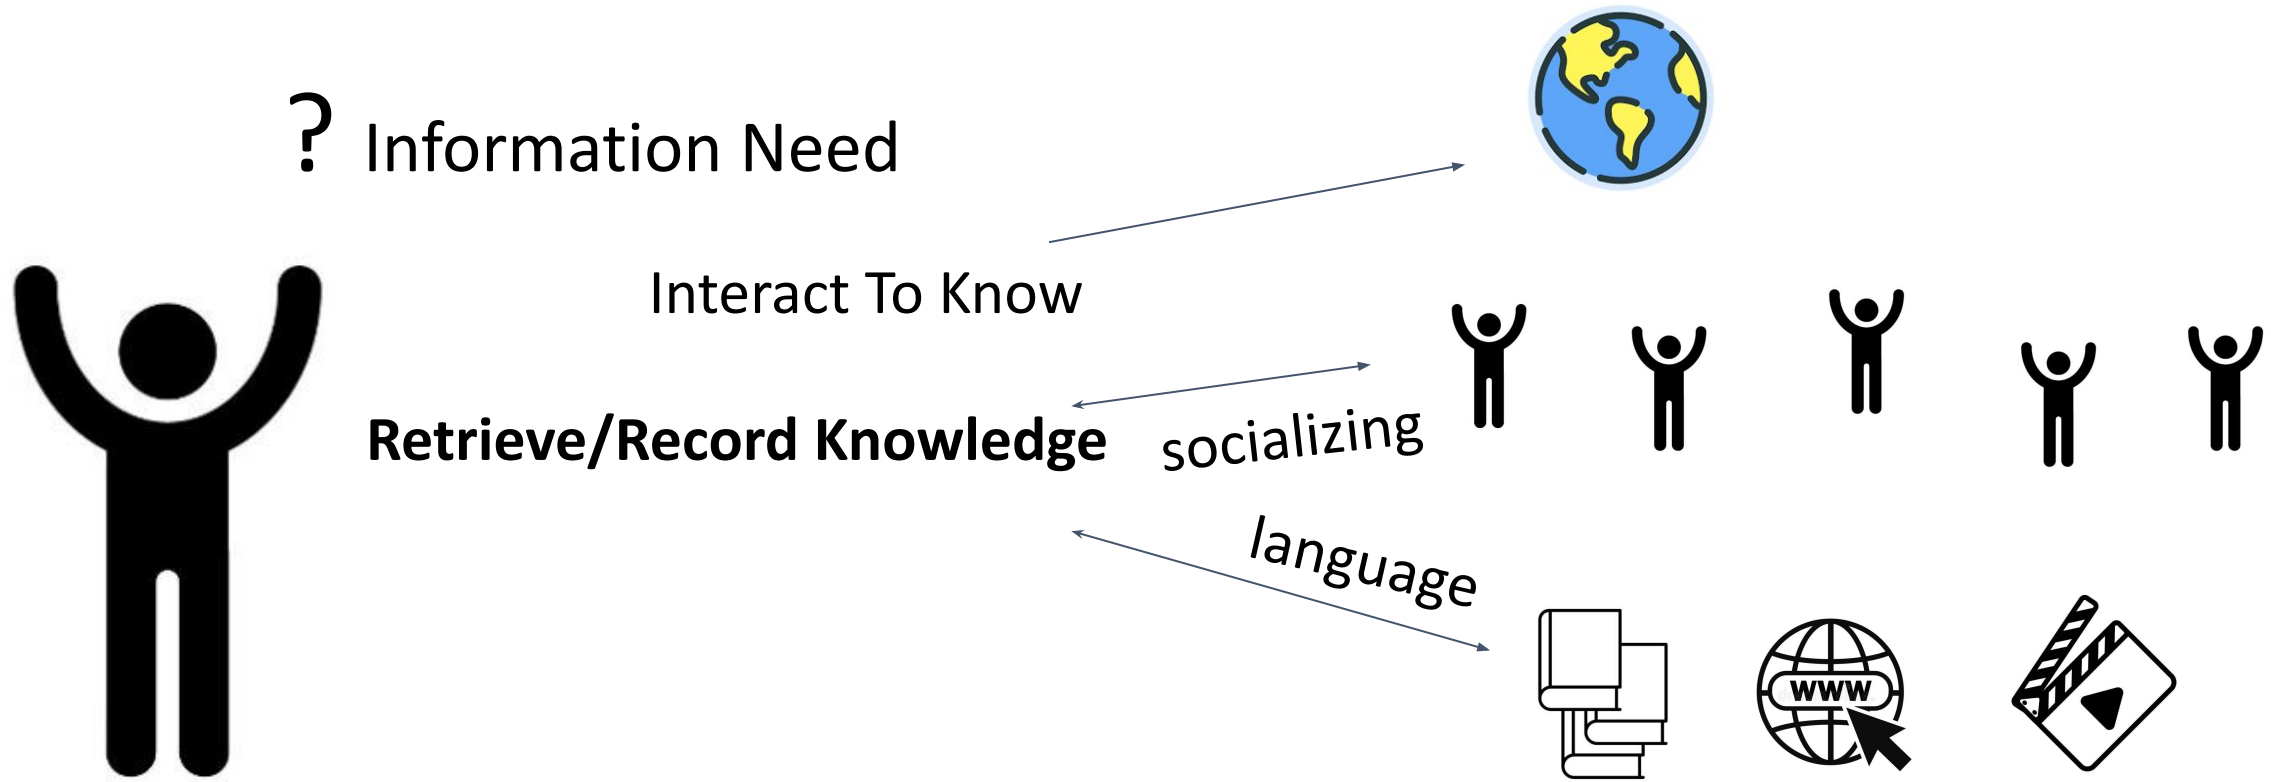 ? Information Need
Interact To Know
Retrieve/Record Knowledge
socializing
language
www